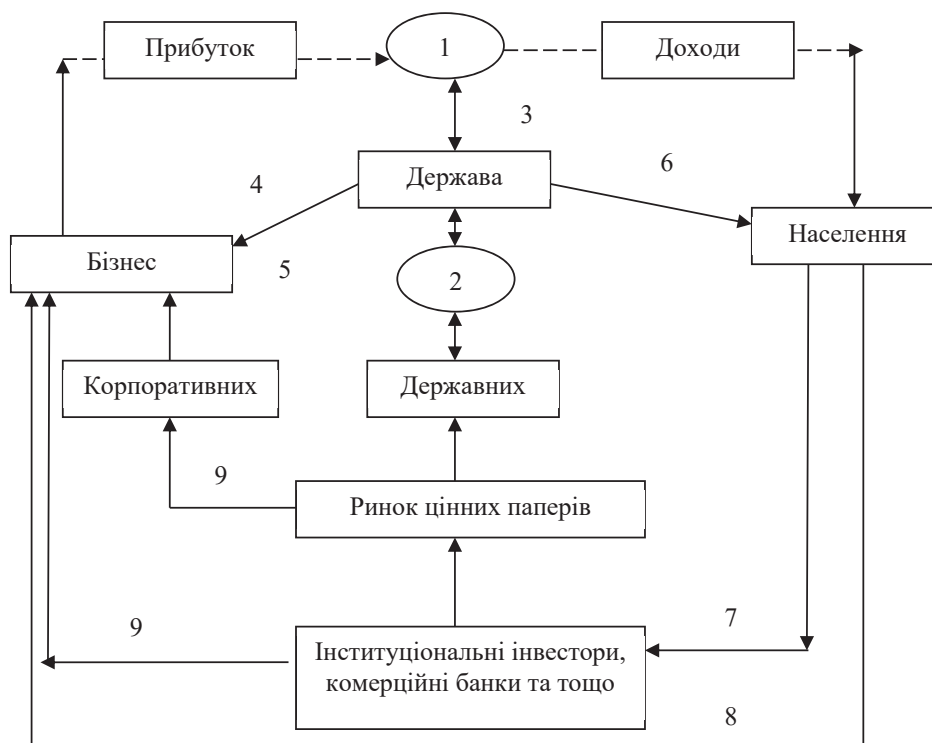 Прибуток
1
Доходи
3
Держава
6
4
Населення
Бізнес
5
2
Корпоративних
Державних
9
Ринок цінних паперів
9
7
Інституціональні інвестори,
комерційні банки та тощо
8